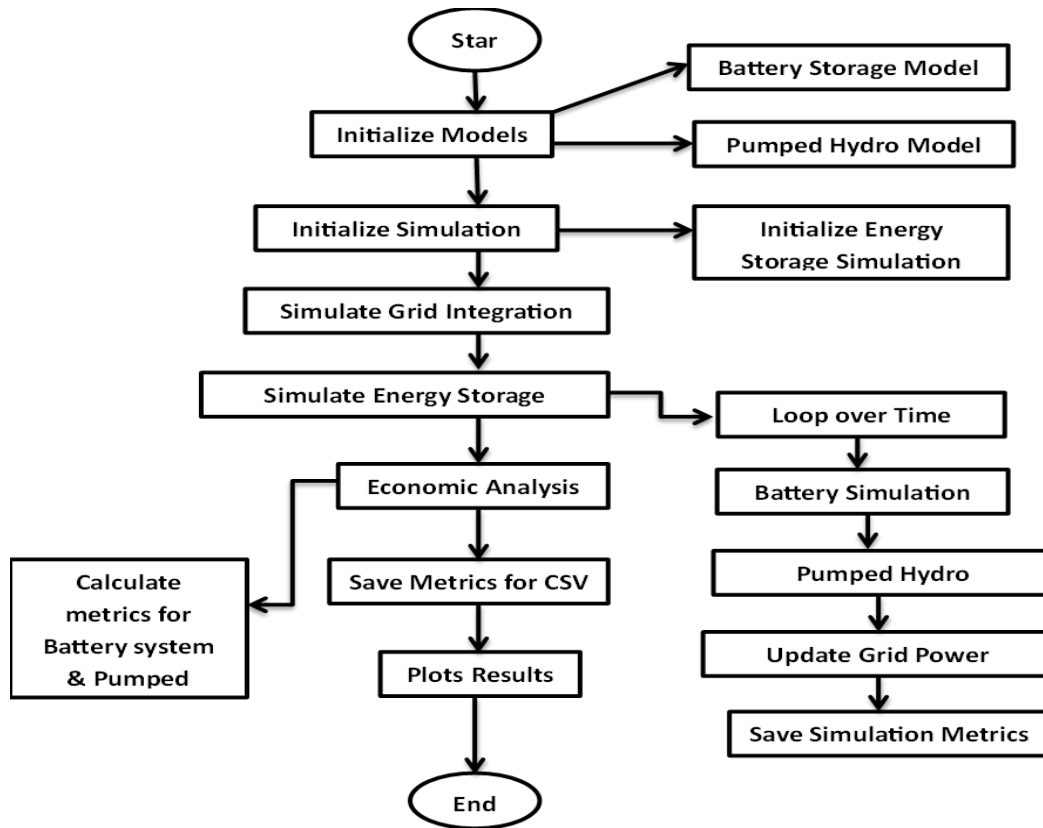 Star
Battery Storage Model
Initialize Models
Pumped Hydro Model
Initialize Simulation
Initialize Energy
Storage Simulation
Simulate Grid Integration
Simulate Energy Storage
Loop over Time
Economic Analysis
Battery Simulation
Calculate
metrics for
Battery system
& Pumped
Save Metrics for CSV
Pumped Hydro
Plots Results
Update Grid Power
Save Simulation Metrics
End